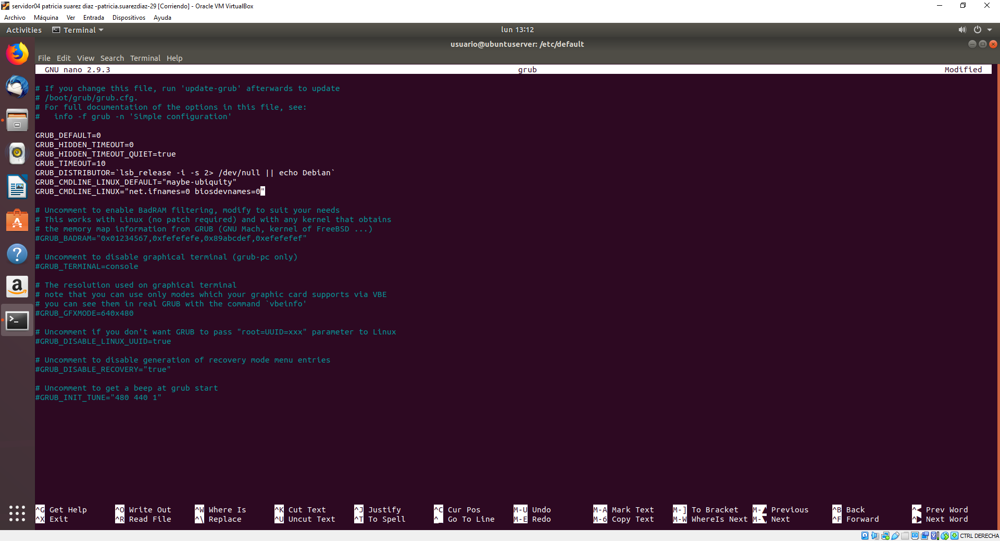 servidor04 patricia suarez diaz -patricia.suarezdiaz-29 [Corriendo] - Oracle VM VirtualBox
Archivo Máquina Ver Entrada Dispositivos Ayuda
Activities Terminal lun 13:12
usuario@ubuntuserver: /etc/default
File Edit View Search Terminal Help
GNU nano 2.9.3 grub Modified
# If you change this file, run 'update-grub' afterwards to update
# /boot/grub/grub.cfg.
# For full documentation of the options in this file, see:
#   info -f grub -n 'Simple configuration'
GRUB_DEFAULT=0
GRUB_HIDDEN_TIMEOUT=0
GRUB_HIDDEN_TIMEOUT_QUIET=true
GRUB_TIMEOUT=10
GRUB_DISTRIBUTOR=`lsb_release -i -s 2> /dev/null || echo Debian`
GRUB_CMDLINE_LINUX_DEFAULT="maybe-ubiquity"
GRUB_CMDLINE_LINUX="net.ifnames=0 biosdevnames=0"
# Uncomment to enable BadRAM filtering, modify to suit your needs
# This works with Linux (no patch required) and with any kernel that obtains
# the memory map information from GRUB (GNU Mach, kernel of FreeBSD ...)
#GRUB_BADRAM="0x01234567,0xfefefefe,0x89abcdef,0xefefefef"
# Uncomment to disable graphical terminal (grub-pc only)
#GRUB_TERMINAL=console
# The resolution used on graphical terminal
# note that you can use only modes which your graphic card supports via VBE
# you can see them in real GRUB with the command `vbeinfo'
#GRUB_GFXMODE=640x480
# Uncomment if you don't want GRUB to pass "root=UUID=xxx" parameter to Linux
#GRUB_DISABLE_LINUX_UUID=true
# Uncomment to disable generation of recovery mode menu entries
#GRUB_DISABLE_RECOVERY="true"
# Uncomment to get a beep at grub start
#GRUB_INIT_TUNE="480 440 1"
^G Get Help ^O Write Out ^W Where Is ^K Cut Text ^J Justify ^C Cur Pos M-U Undo M-A Mark Text M-] To Bracket M-▲ Previous ^B Back ^◀ Prev Word
^X Exit ^R Read File ^\ Replace ^U Uncut Text ^T To Spell ^_ Go To Line M-E Redo M-6 Copy Text M-W WhereIs Next M-▼ Next ^F Forward ^▶ Next Word
CTRL DERECHA